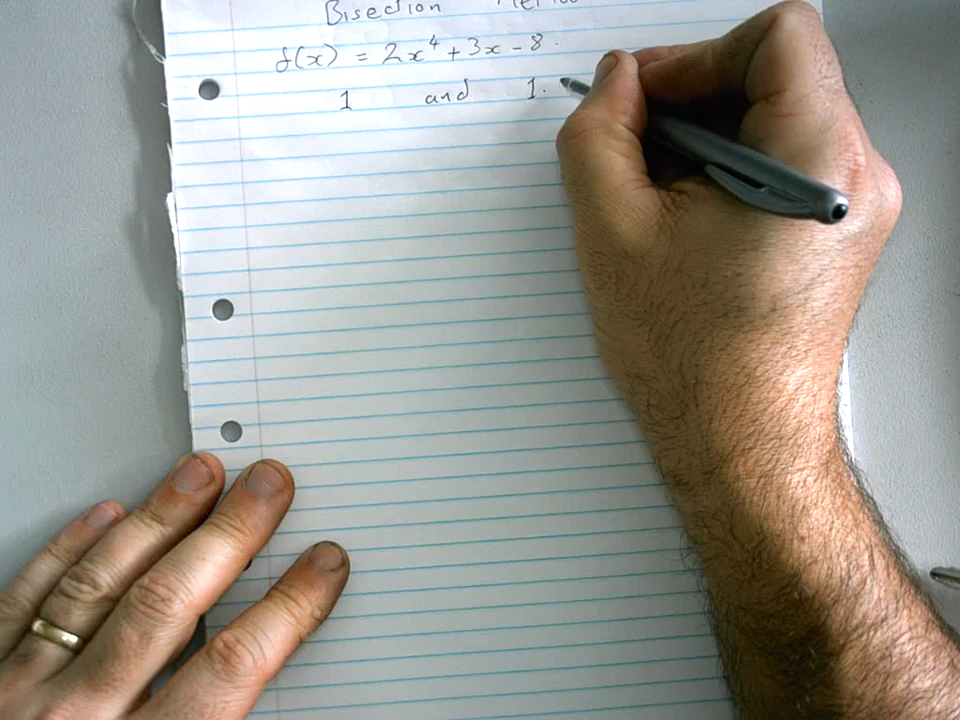 Bisection
f(x) = 2x⁴ + 3x - 8.
1 and 1.